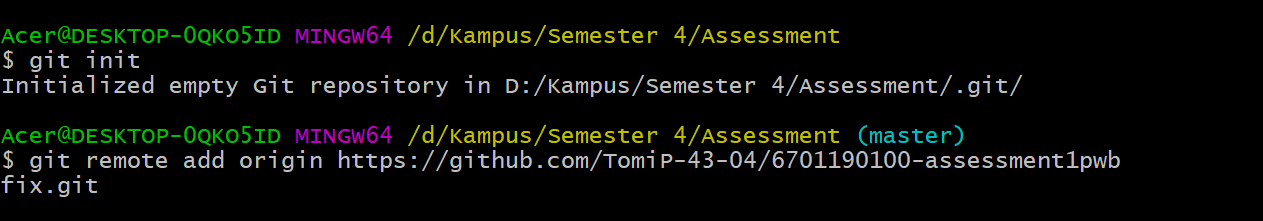 Acer@DESKTOP-0QKO5ID MINGW64 /d/Kampus/Semester 4/Assessment
$ git init
Initialized empty Git repository in D:/Kampus/Semester 4/Assessment/.git/
Acer@DESKTOP-0QKO5ID MINGW64 /d/Kampus/Semester 4/Assessment (master)
$ git remote add origin https://github.com/TomiP-43-04/6701190100-assessment1pwb
fix.git